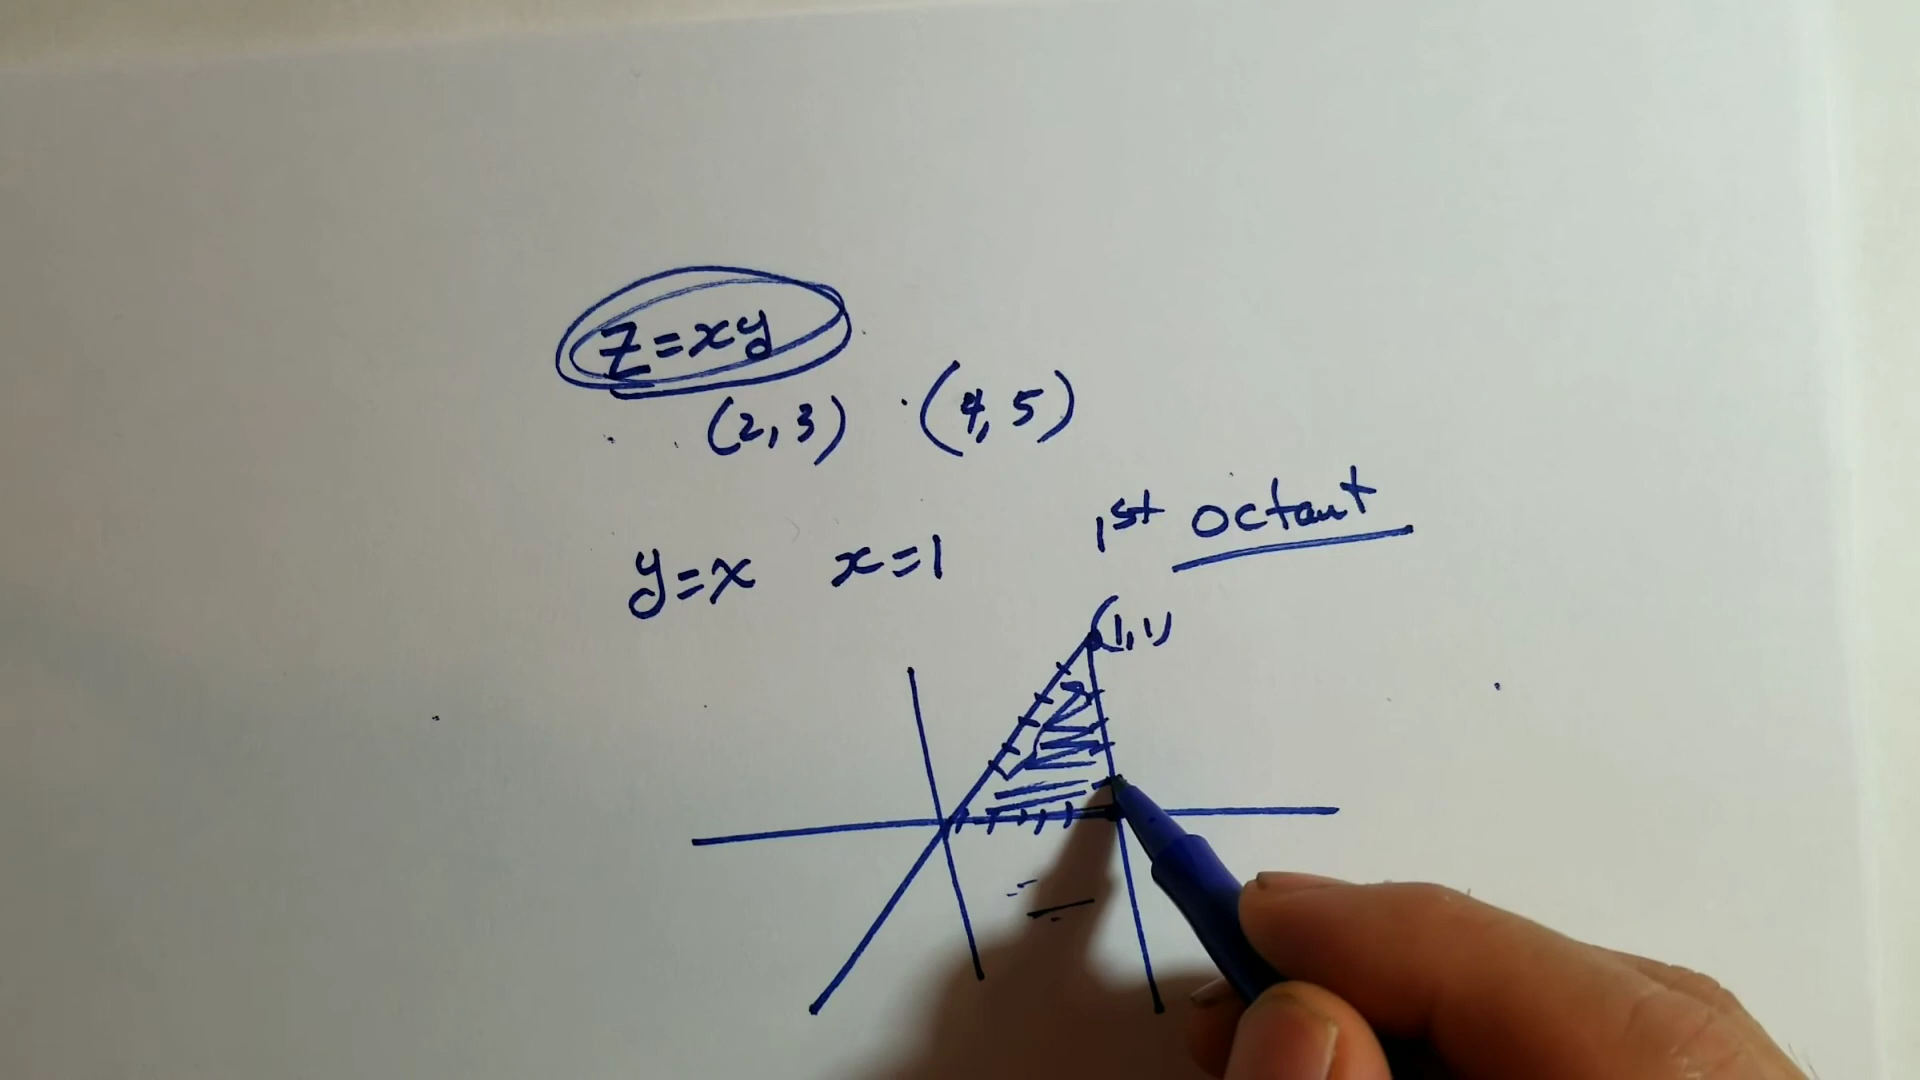 z=xy
(2,3) · (4,5)
1st octant
y=x x=1
(1,1)